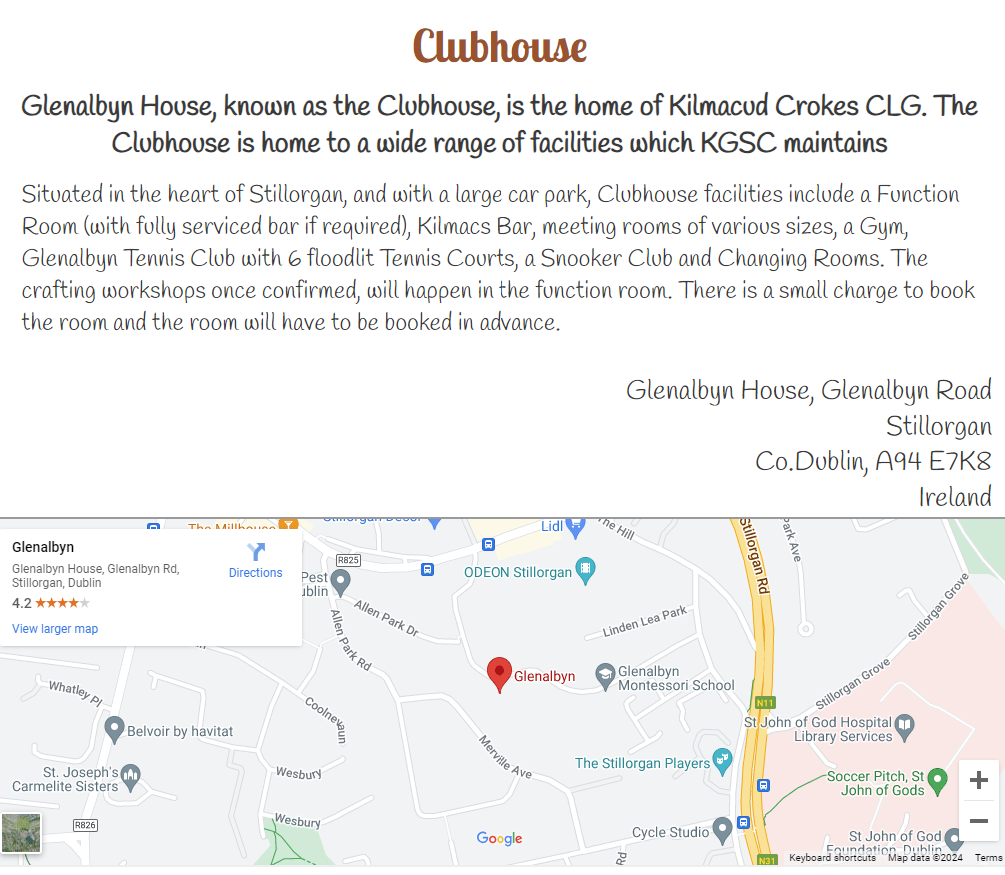 Clubhouse
Glenalbyn House, known as the Clubhouse, is the home of Kilmacud Crokes CLG. The
Clubhouse is home to a wide range of facilities which KGSC maintains
Situated in the heart of Stillorgan, and with a large car park, Clubhouse facilities include a Function
Room (with fully serviced bar if required), Kilmacs Bar, meeting rooms of various sizes, a Gym,
Glenalbyn Tennis Club with 6 floodlit Tennis Courts, a Snooker Club and Changing Rooms. The
crafting workshops once confirmed, will happen in the function room. There is a small charge to book
the room and the room will have to be booked in advance.
Glenalbyn House, Glenalbyn Road
Stillorgan
Co.Dublin, A94 E7K8
Ireland
The Millhouse
Stillorgan Decor
Lidl
The Hill
Stillorgan Rd
Park Ave
Glenalbyn
Glenalbyn House, Glenalbyn Rd,
Stillorgan, Dublin
4.2
View larger map
Directions
R825
Pest
ODEON Stillorgan
Allen Park Dr
Allen Park Rd
Linden Lea Park
Stillorgan Grove
Glenalbyn
Glenalbyn
Montessori School
Stillorgan Grove
Whatley Pl
Coolnevaun
N11
Belvoir by havitat
St John of God Hospital
Library Services
Merville Ave
St. Joseph's
Carmelite Sisters
Wesbury
The Stillorgan Players
Soccer Pitch, St
John of Gods
R826
Wesbury
Google
Cycle Studio
St John of God
Foundation, Dublin
Rd
N31
Keyboard shortcuts
Map data ©2024
Terms